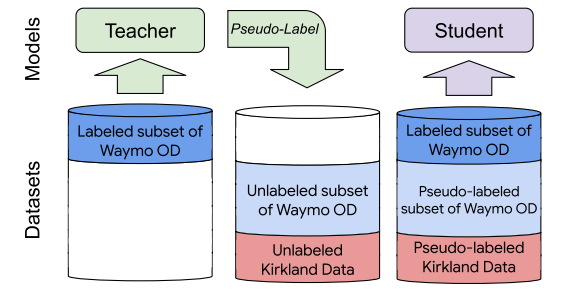 Models
Teacher
Pseudo-Label
Student
Datasets
Labeled subset of
Waymo OD
Unlabeled subset
of Waymo OD
Unlabeled
Kirkland Data
Labeled subset of
Waymo OD
Pseudo-labeled
subset of Waymo OD
Pseudo-labeled
Kirkland Data